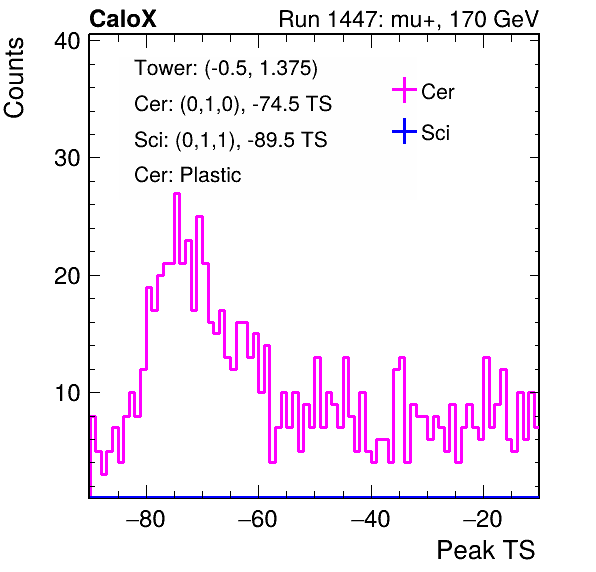 CaloX Run 1447: mu+, 170 GeV
Counts
40
30
20
10
Tower: (-0.5, 1.375)
Cer: (0,1,0), -74.5 TS
Sci: (0,1,1), -89.5 TS
Cer: Plastic
Cer
Sci
−80 −60 −40 −20
Peak TS